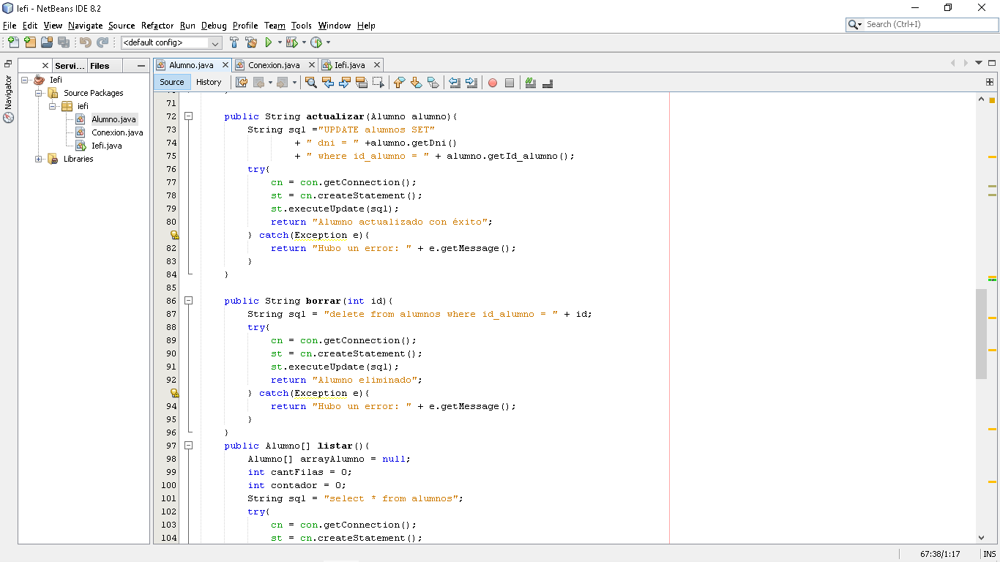 Iefi - NetBeans IDE 8.2
File Edit View Navigate Source Refactor Run Debug Profile Team Tools Window Help
Search (Ctrl+I)
<default config>
Navigator
Servi... Files
Iefi
Source Packages
iefi
Alumno.java
Conexion.java
Iefi.java
Libraries
Alumno.java Conexion.java Iefi.java
Source History
71
72 public String actualizar(Alumno alumno){
73 String sql ="UPDATE alumnos SET"
74 + " dni = " +alumno.getDni()
75 + " where id_alumno = " + alumno.getId_alumno();
76 try{
77 cn = con.getConnection();
78 st = cn.createStatement();
79 st.executeUpdate(sql);
80 return "Alumno actualizado con éxito";
} catch(Exception e){
82 return "Hubo un error: " + e.getMessage();
83 }
84 }
85
86 public String borrar(int id){
87 String sql = "delete from alumnos where id_alumno = " + id;
88 try{
89 cn = con.getConnection();
90 st = cn.createStatement();
91 st.executeUpdate(sql);
92 return "Alumno eliminado";
} catch(Exception e){
94 return "Hubo un error: " + e.getMessage();
95 }
96 }
97 public Alumno[] listar(){
98 Alumno[] arrayAlumno = null;
99 int cantFilas = 0;
100 int contador = 0;
101 String sql = "select * from alumnos";
102 try{
103 cn = con.getConnection();
104 st = cn.createStatement();
67:38/1:17 INS